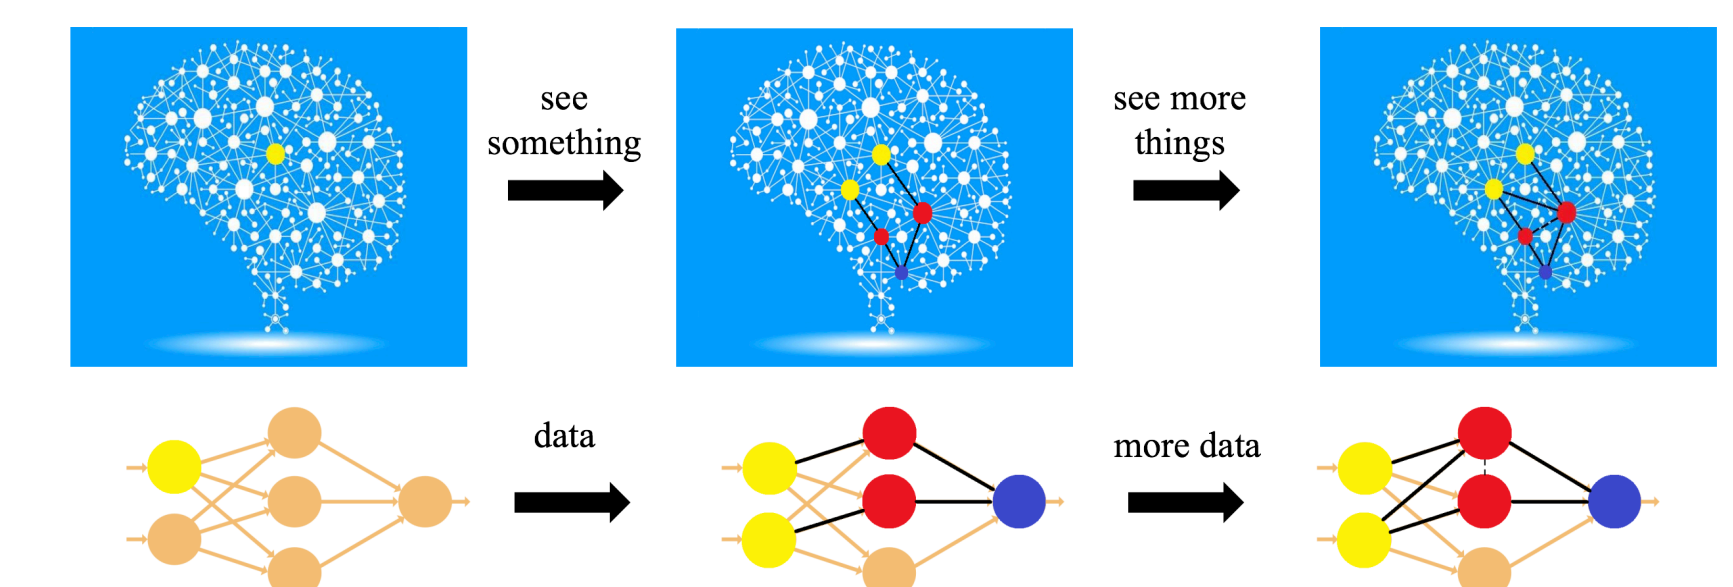 see
something
see more
things
data
more data